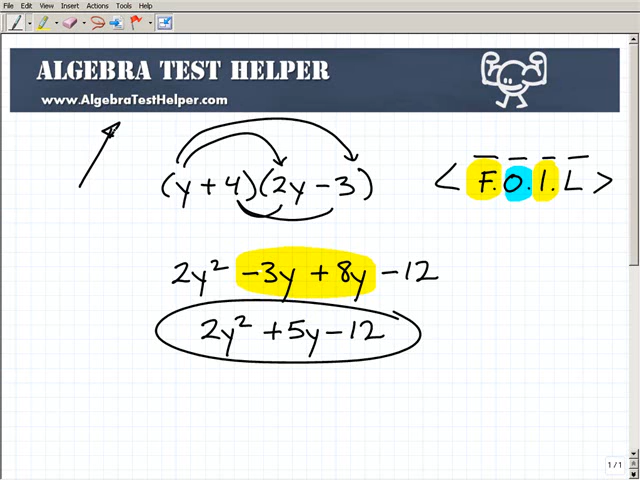 File Edit View Insert Actions Tools Help
ALGEBRA TEST HELPER
www.AlgebraTestHelper.com
(y + 4)(2y - 3)
< F.O.I.L >
2y² - 3y + 8y - 12
2y² + 5y - 12
1 / 1